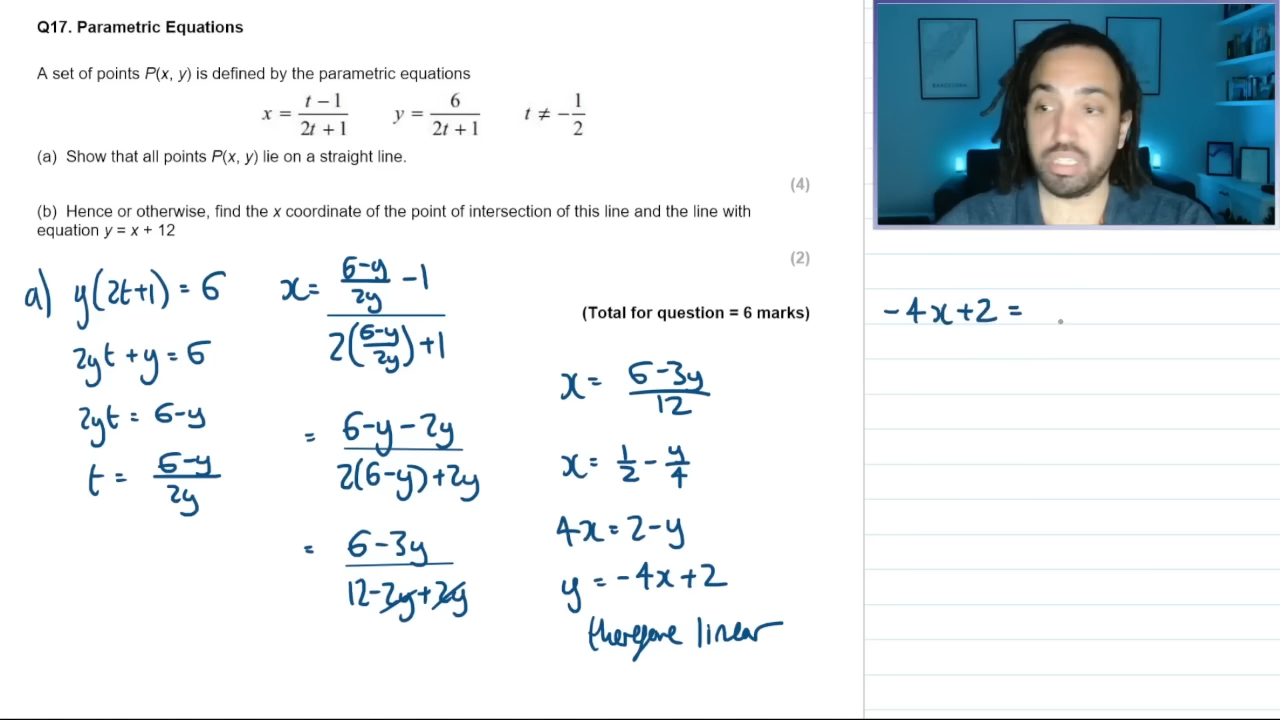 Q17. Parametric Equations
A set of points P(x, y) is defined by the parametric equations
x = (t − 1)/(2t + 1)   y = 6/(2t + 1)   t ≠ −1/2
(a) Show that all points P(x, y) lie on a straight line.
(4)
(b) Hence or otherwise, find the x coordinate of the point of intersection of this line and the line with
equation y = x + 12
(2)
(Total for question = 6 marks)
a) y(2t+1) = 6
2yt + y = 6
2yt = 6-y
t = (6-y)/(2y)
x = ((6-y)/(2y) - 1)/(2((6-y)/(2y)) + 1)
= (6-y-2y)/(2(6-y)+2y)
= (6-3y)/(12-2y+2y)
x = (6-3y)/12
x = 1/2 - y/4
4x = 2-y
y = -4x+2
therefore linear
-4x+2 =
BARCELONA